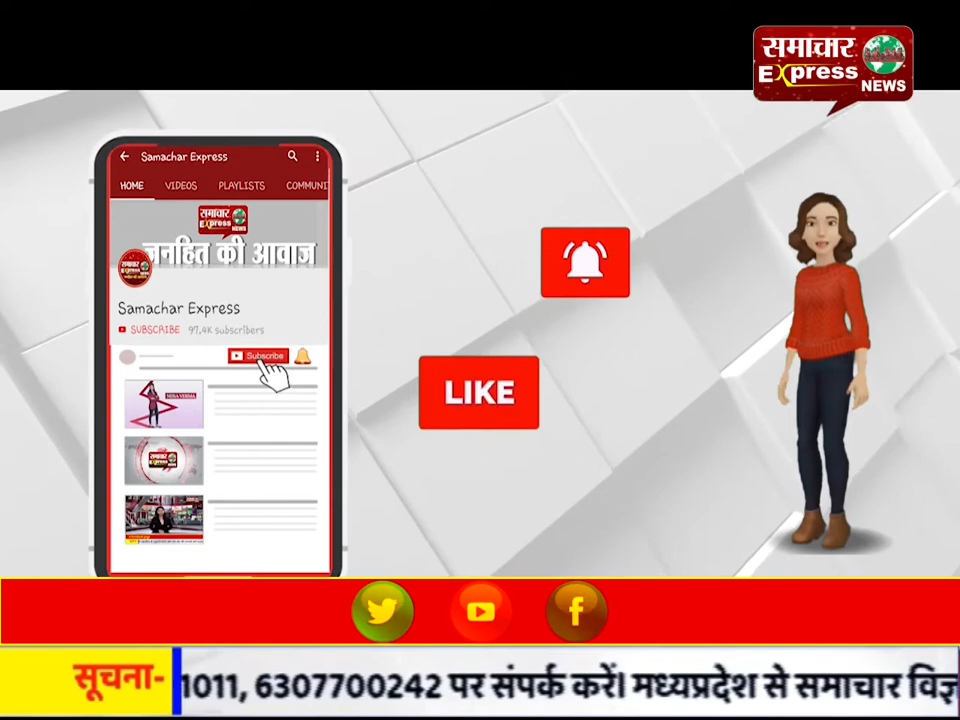 समाचार
Express
NEWS
Samachar Express
HOME VIDEOS PLAYLISTS COMMUNI
समाचार
Express
NEWS
जनहित की आवाज
Samachar Express
SUBSCRIBE 97.4K subscribers
Subscribe
LIKE
सूचना- 1011, 6307700242 पर संपर्क करें। मध्यप्रदेश से समाचार विज्ञ